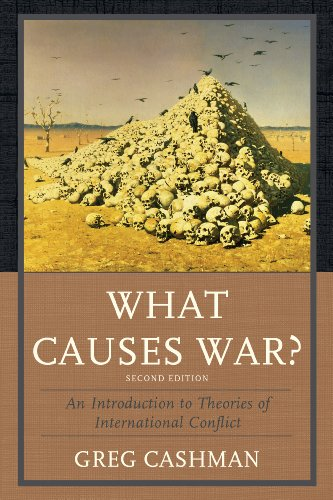 WHAT
CAUSES WAR?
SECOND EDITION
An Introduction to Theories of
International Conflict
GREG CASHMAN